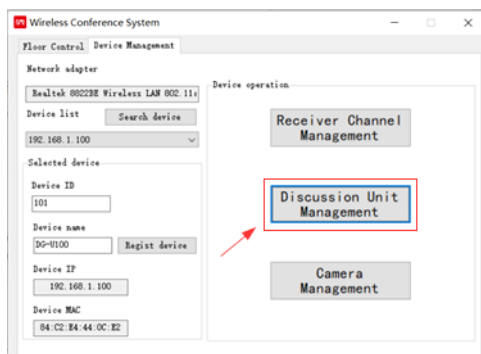 Wireless Conference System
Floor Control Device Management
Network adapter
Realtek 8822BE Wireless LAN 802.11c
Device list
Search device
192.168.1.100
Selected device
Device ID
101
Device name
DG-U100
Regist device
Device IP
192.168.1.100
Device MAC
84:C2:E4:44:0C:E2
Device operation
Receiver Channel
Management
Discussion Unit
Management
Camera
Management